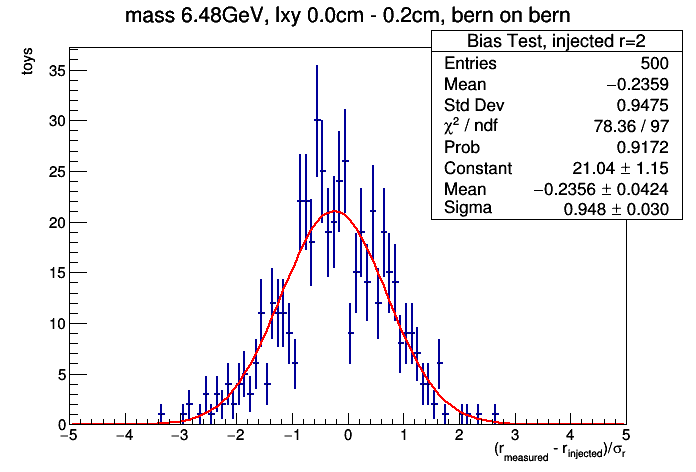 mass 6.48GeV, lxy 0.0cm - 0.2cm, bern on bern
Bias Test, injected r=2
Entries 500
Mean −0.2359
Std Dev 0.9475
χ² / ndf 78.36 / 97
Prob 0.9172
Constant 21.04 ± 1.15
Mean −0.2356 ± 0.0424
Sigma 0.948 ± 0.030
toys
35
30
25
20
15
10
5
0
−5 −4 −3 −2 −1 0 1 2 3 4 5
(r_measured - r_injected)/σ_r